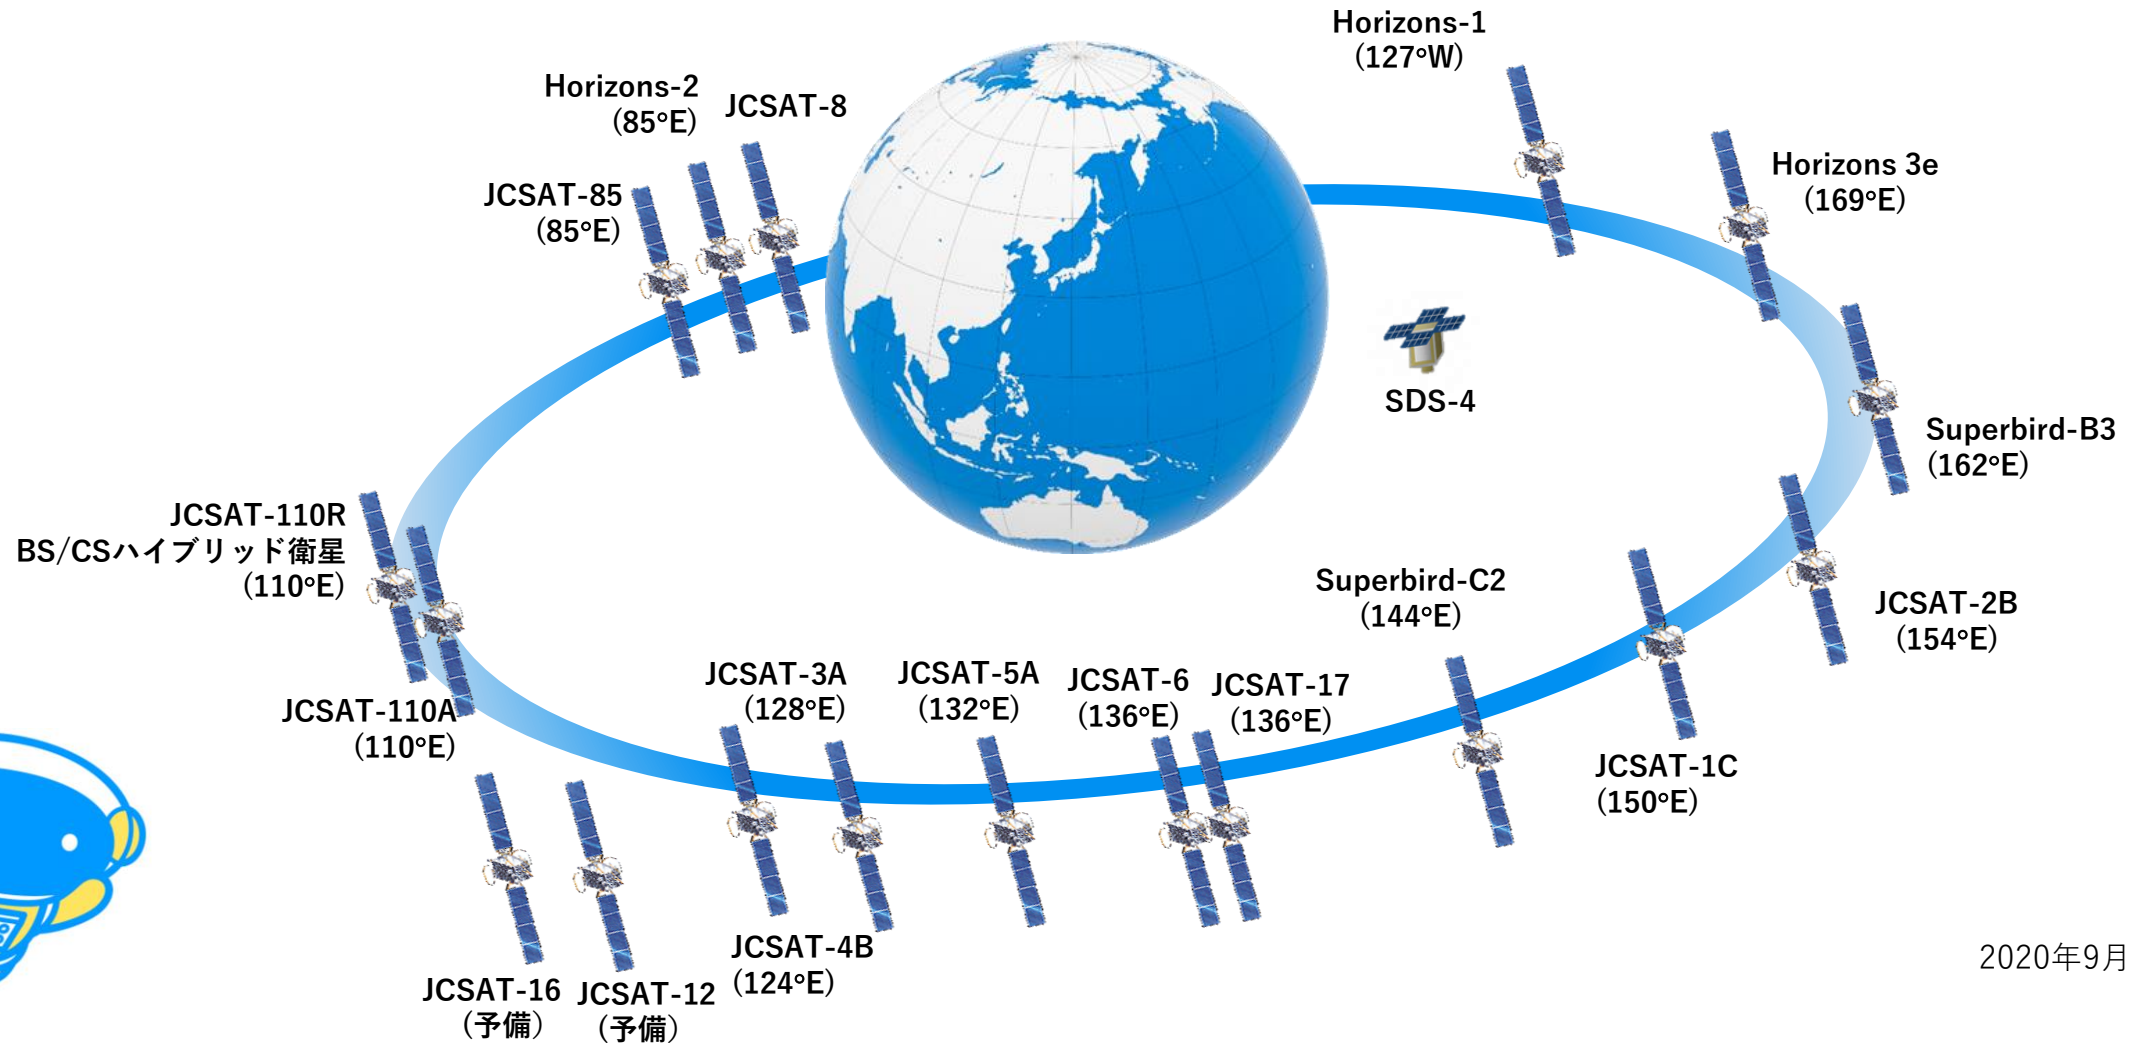 Horizons-1
(127°W)
Horizons-2
(85°E)
JCSAT-8
JCSAT-85
(85°E)
Horizons 3e
(169°E)
SDS-4
Superbird-B3
(162°E)
JCSAT-110R
BS/CSハイブリッド衛星
(110°E)
Superbird-C2
(144°E)
JCSAT-2B
(154°E)
JCSAT-110A
(110°E)
JCSAT-3A
(128°E)
JCSAT-5A
(132°E)
JCSAT-6
(136°E)
JCSAT-17
(136°E)
JCSAT-1C
(150°E)
JCSAT-4B
(124°E)
JCSAT-16
(予備)
JCSAT-12
(予備)
2020年9月